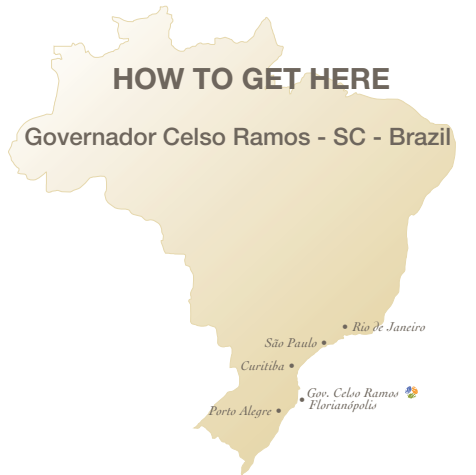 HOW TO GET HERE
Governador Celso Ramos - SC - Brazil
Rio de Janeiro
São Paulo
Curitiba
Gov. Celso Ramos
Florianópolis
Porto Alegre